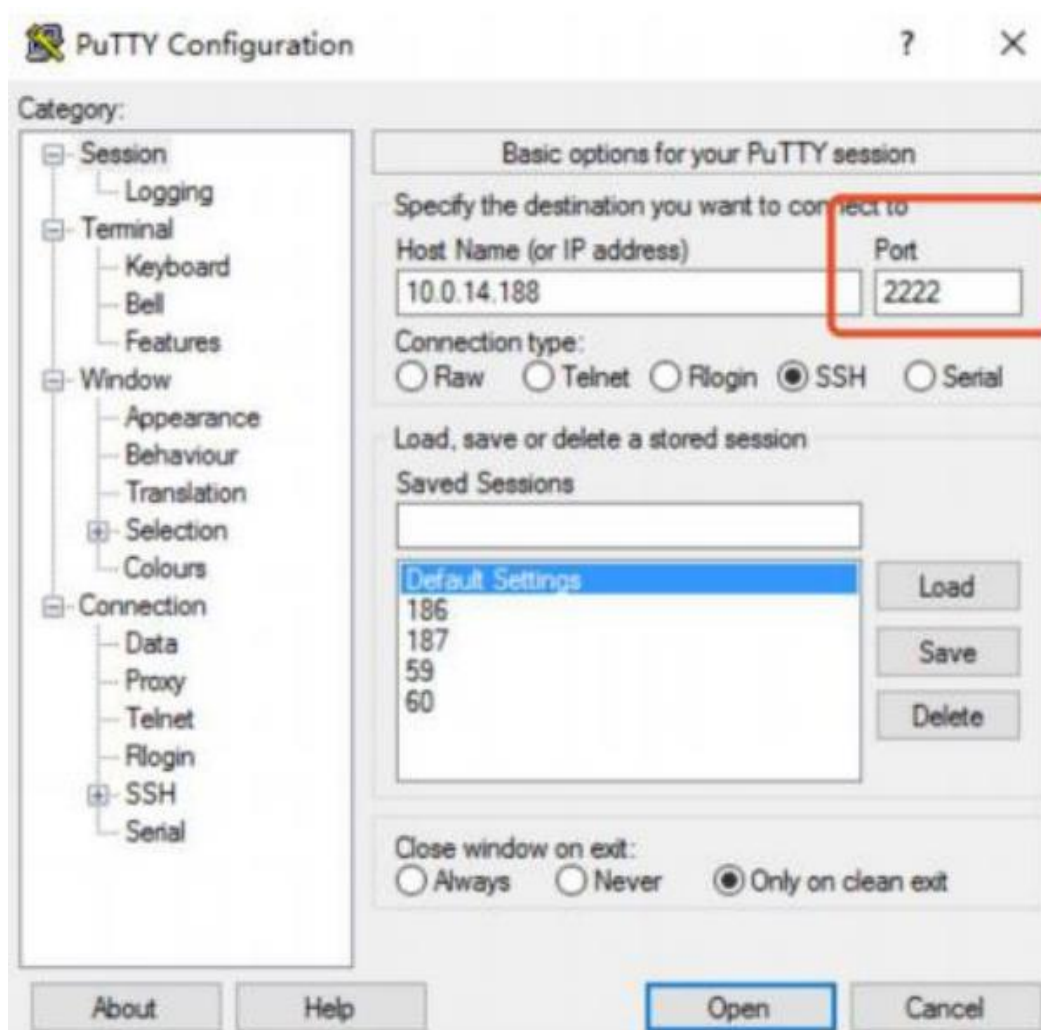 PuTTY Configuration
?
Category:
Session
Logging
Terminal
Keyboard
Bell
Features
Window
Appearance
Behaviour
Translation
Selection
Colours
Connection
Data
Proxy
Telnet
Rlogin
SSH
Serial
Basic options for your PuTTY session
Specify the destination you want to connect to
Host Name (or IP address) Port
10.0.14.188 2222
Connection type:
Raw Telnet Rlogin SSH Serial
Load, save or delete a stored session
Saved Sessions
Default Settings
186
187
59
60
Load
Save
Delete
Close window on exit:
Always Never Only on clean exit
About Help Open Cancel